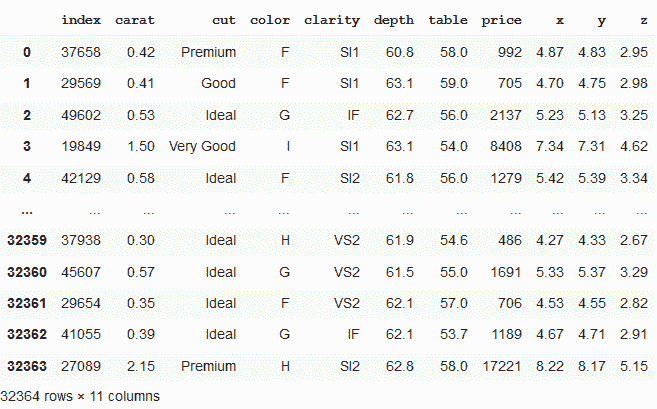 index carat cut color clarity depth table price x y z
0 37658 0.42 Premium F SI1 60.8 58.0 992 4.87 4.83 2.95
1 29569 0.41 Good F SI1 63.1 59.0 705 4.70 4.75 2.98
2 49602 0.53 Ideal G IF 62.7 56.0 2137 5.23 5.13 3.25
3 19849 1.50 Very Good I SI1 63.1 54.0 8408 7.34 7.31 4.62
4 42129 0.58 Ideal F SI2 61.8 56.0 1279 5.42 5.39 3.34
... ... ... ... ... ... ... ... ... ... ... ...
32359 37938 0.30 Ideal H VS2 61.9 54.6 486 4.27 4.33 2.67
32360 45607 0.57 Ideal G VS2 61.5 55.0 1691 5.33 5.37 3.29
32361 29654 0.35 Ideal F VS2 62.1 57.0 706 4.53 4.55 2.82
32362 41055 0.39 Ideal G IF 62.1 53.7 1189 4.67 4.71 2.91
32363 27089 2.15 Premium H SI2 62.8 58.0 17221 8.22 8.17 5.15
32364 rows × 11 columns